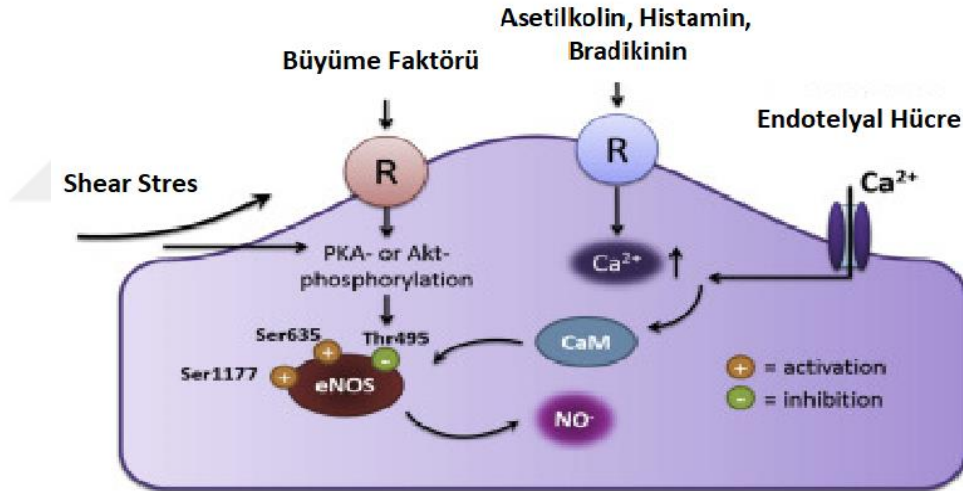 Asetilkolin, Histamin,
Bradikinin
Büyüme Faktörü
Endotelyal Hücre
R
R
Ca²⁺
Shear Stres
PKA- or Akt-
phosphorylation
Ca²⁺
Ser635
Thr495
CaM
Ser1177
+
+
-
eNOS
+ = activation
- = inhibition
NO·